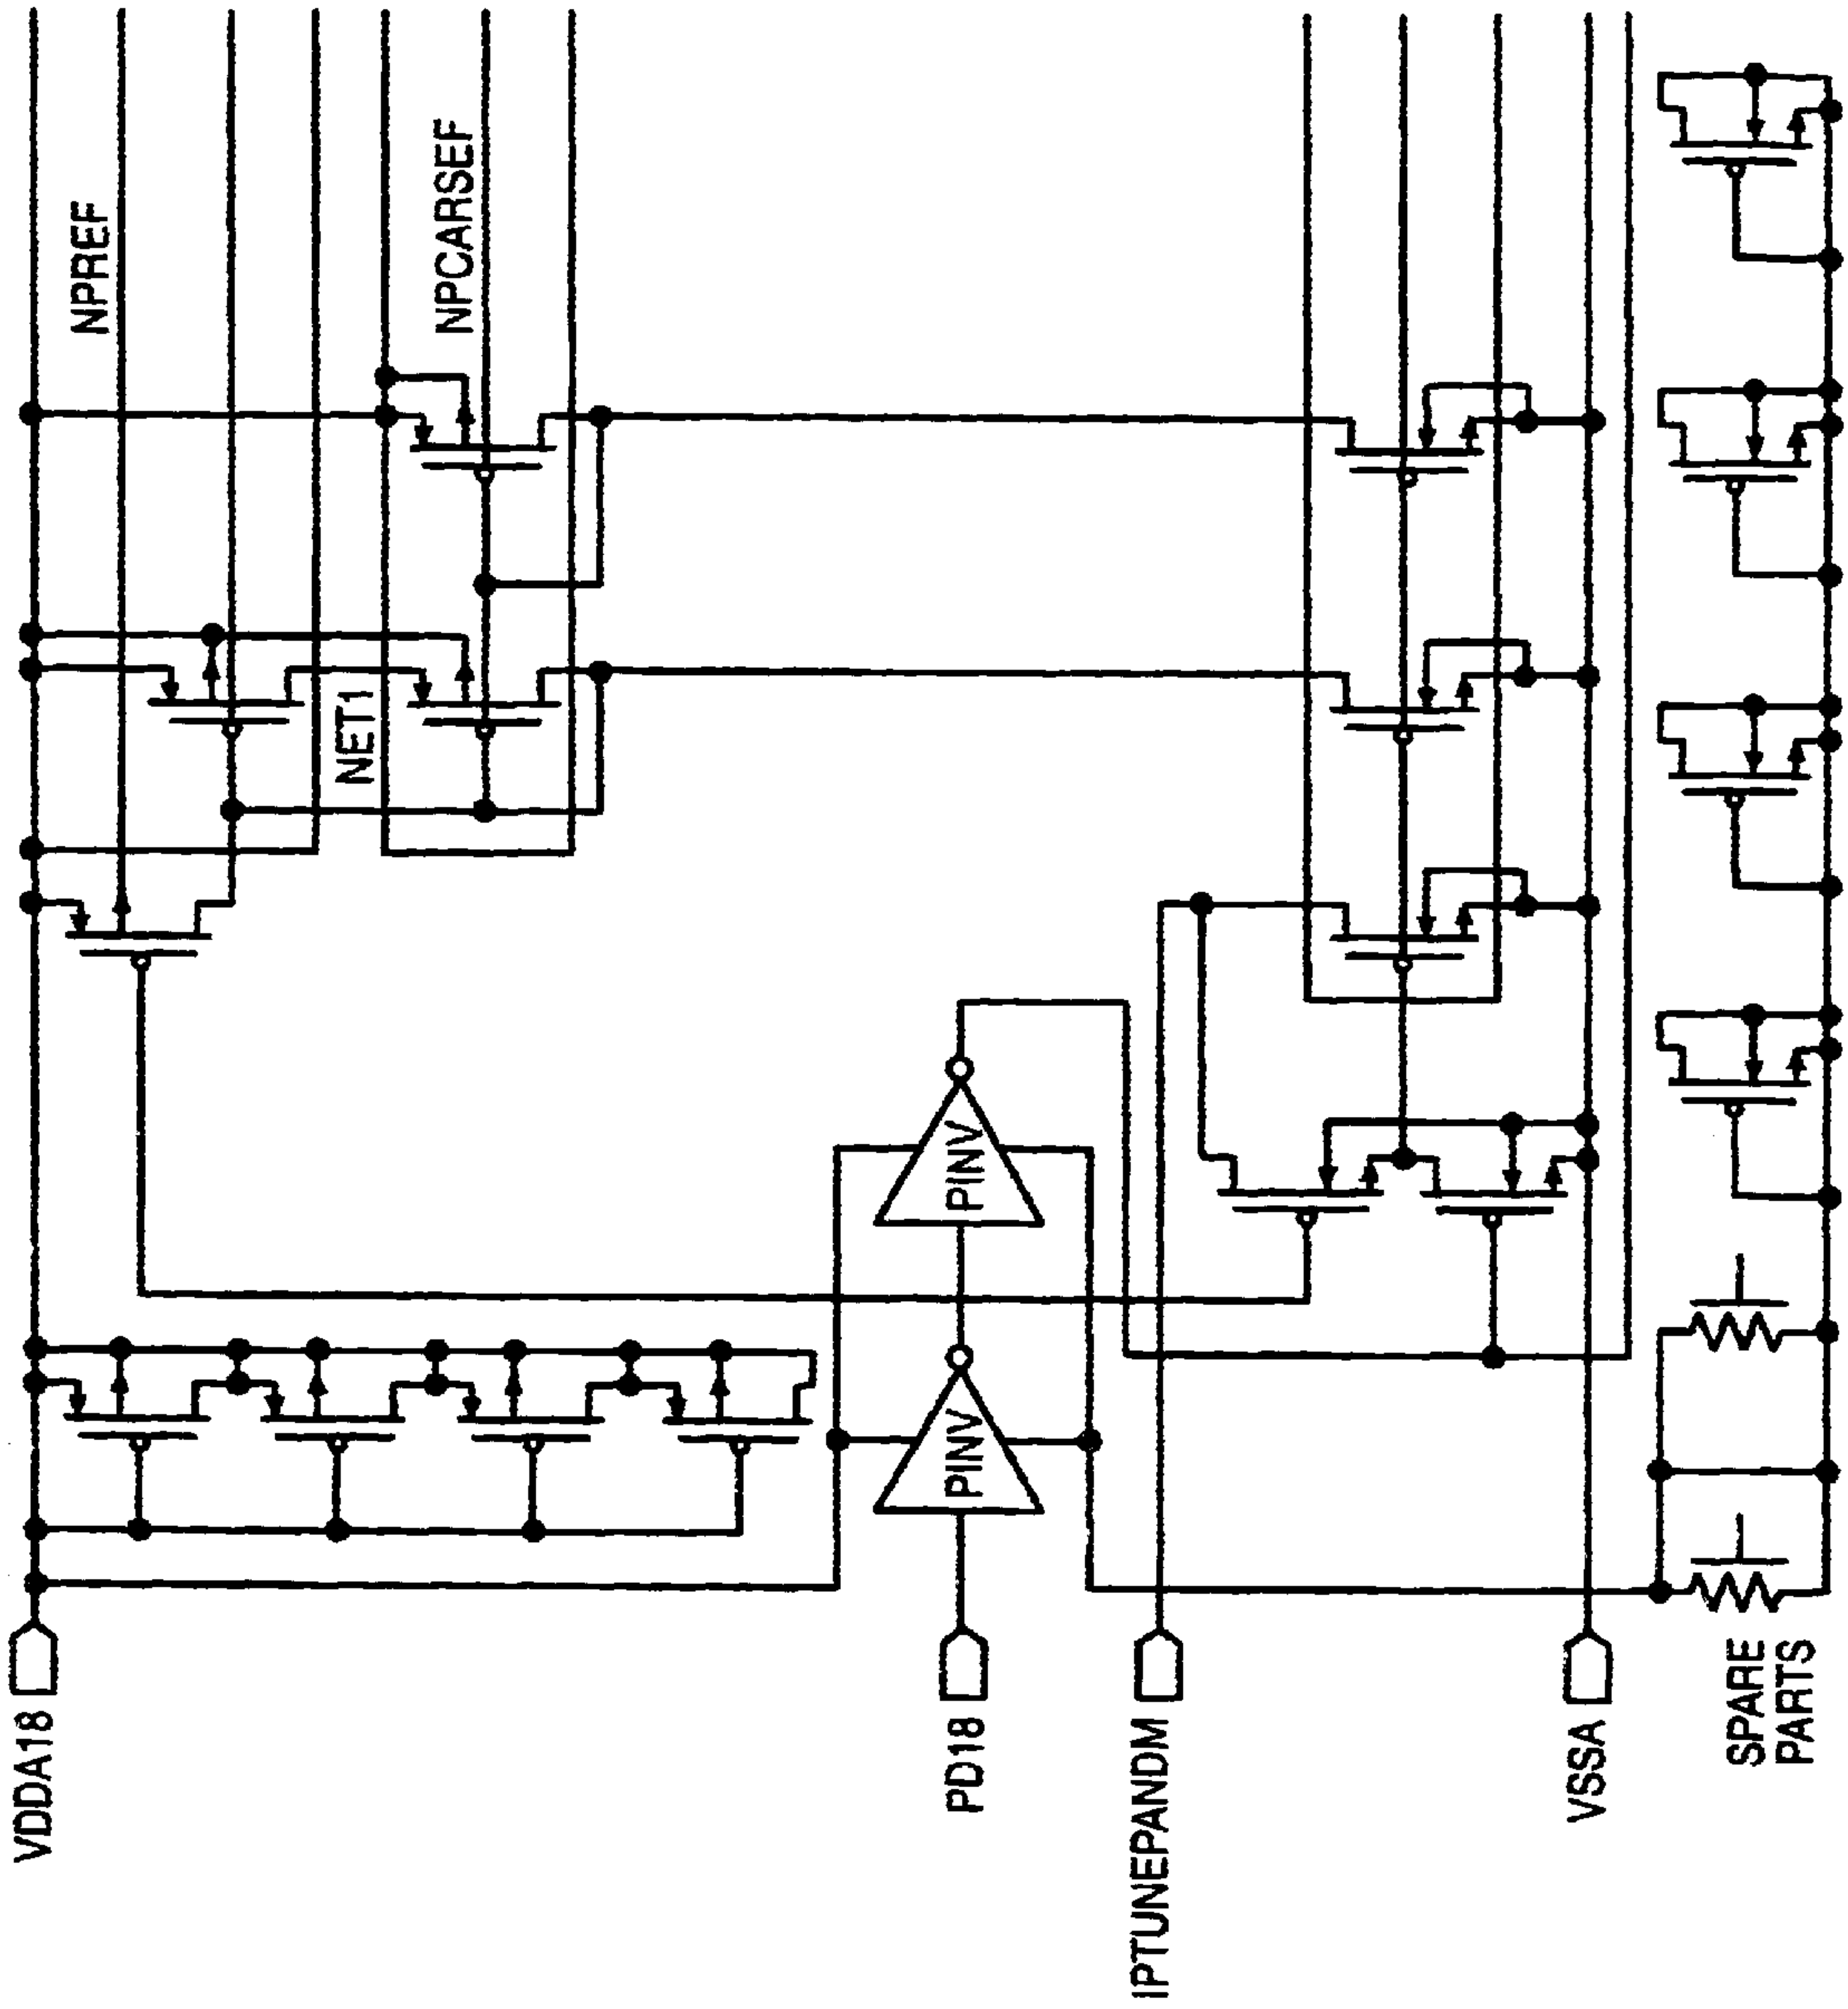 VDDA18
NPREF
NET1
NPCARSEF
PINV
PINV
PD18
IPTUNEPANDM
VSSA
SPARE
PARTS